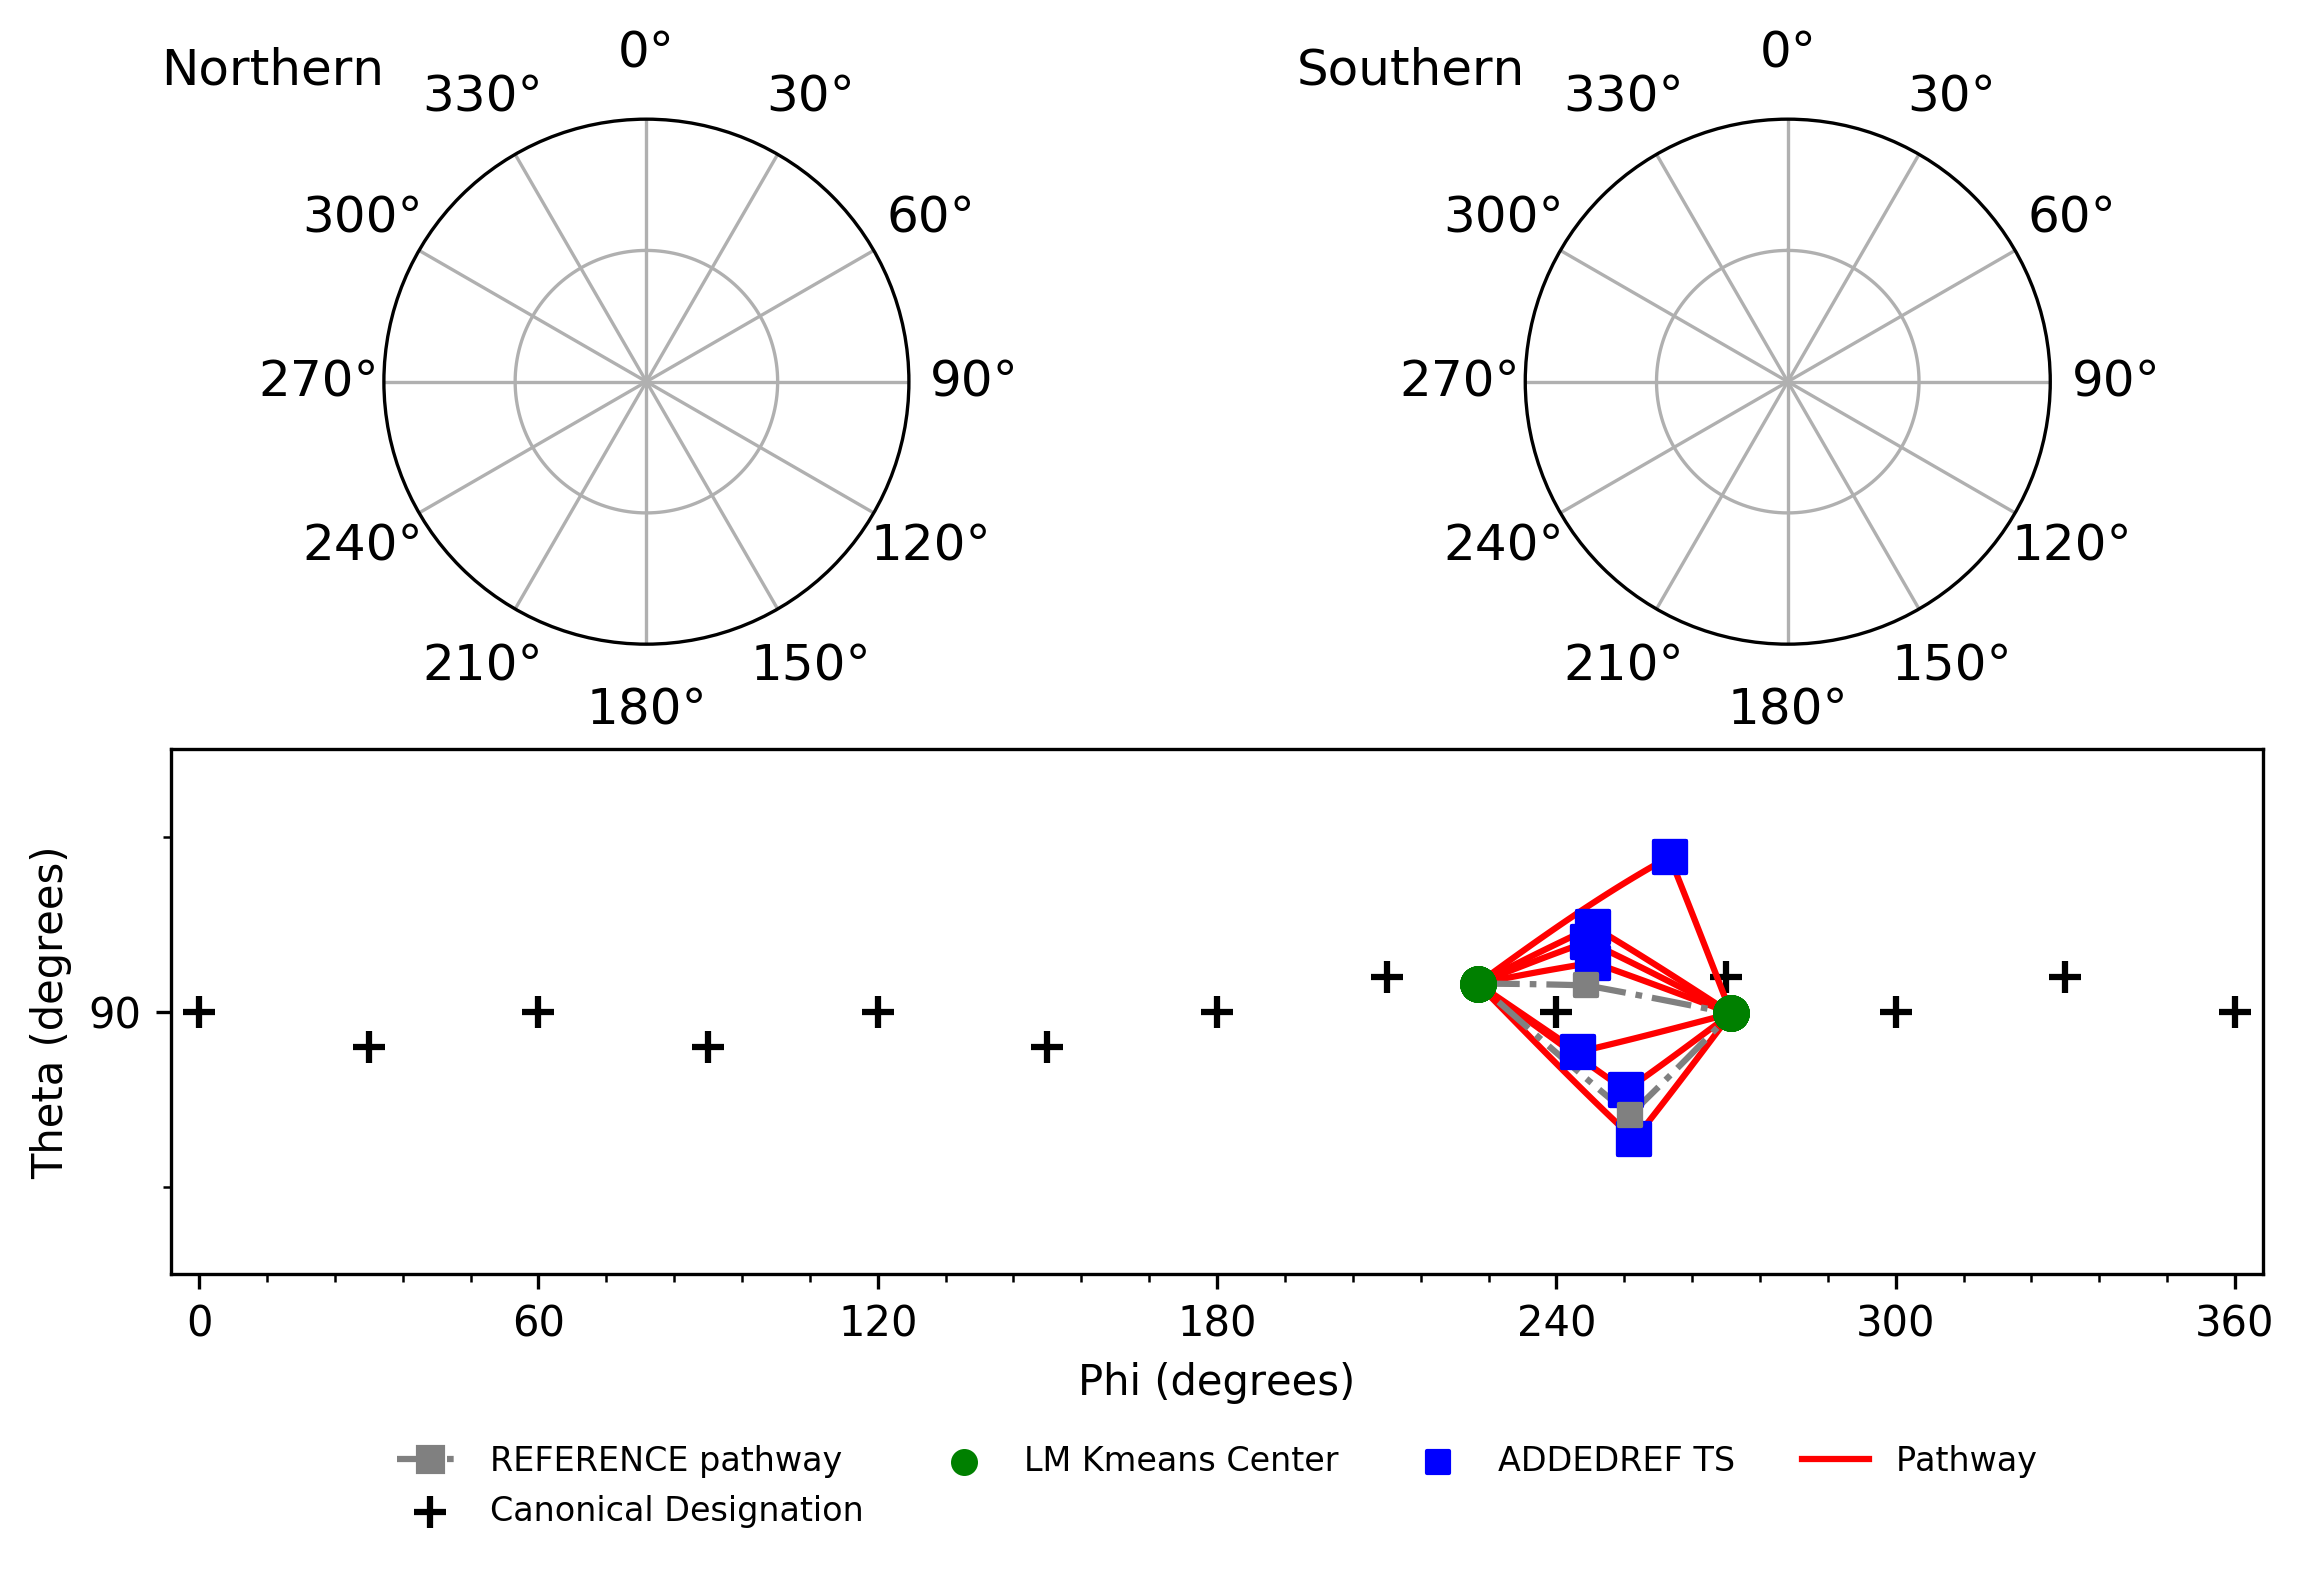 Northern
0°
330°
30°
300°
60°
270°
90°
240°
120°
210°
150°
180°
Southern
0°
330°
30°
300°
60°
270°
90°
240°
120°
210°
150°
180°
Theta (degrees)
90
0 60 120 180 240 300 360
Phi (degrees)
REFERENCE pathway
Canonical Designation
LM Kmeans Center
ADDEDREF TS
Pathway